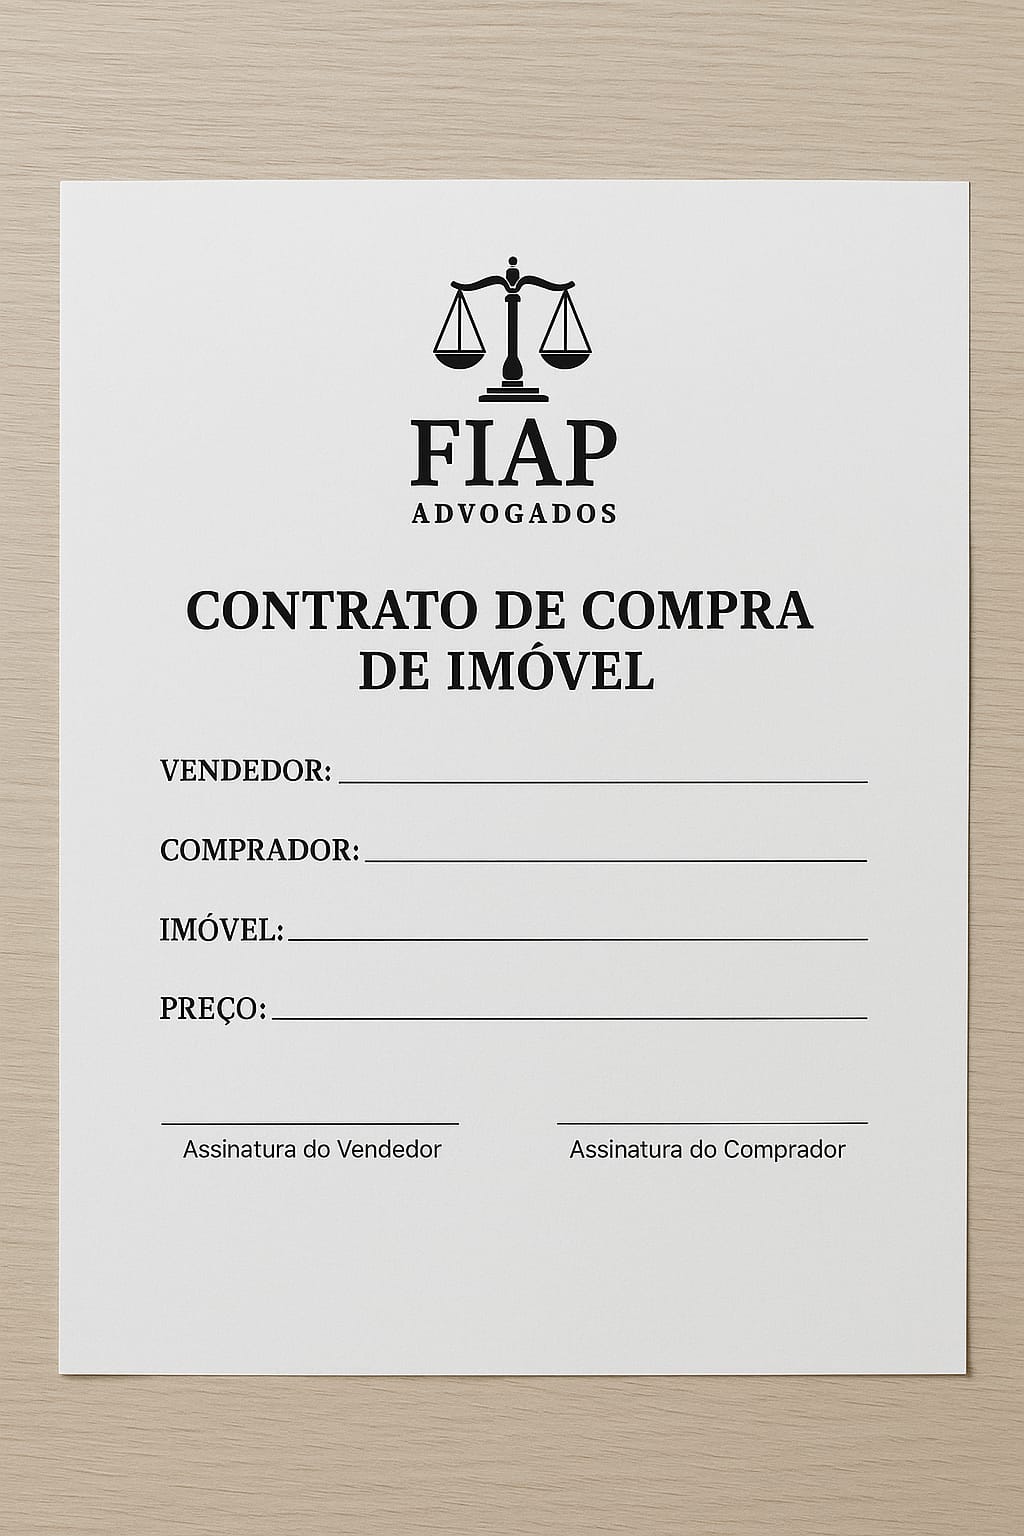 FIAP
ADVOGADOS
CONTRATO DE COMPRA
DE IMÓVEL
VENDEDOR:
COMPRADOR:
IMÓVEL:
PREÇO:
Assinatura do Vendedor
Assinatura do Comprador